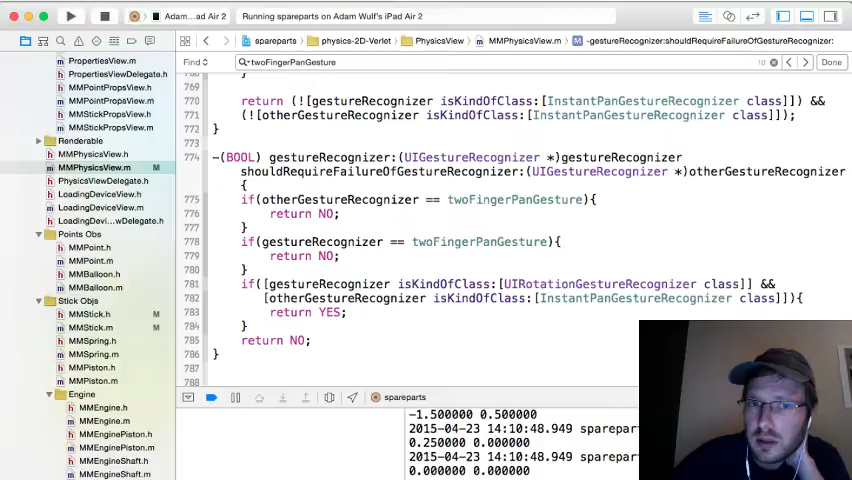 Adam...ad Air 2
Running spareparts on Adam Wulf's iPad Air 2
spareparts
physics-2D-Verlet
PhysicsView
MMPhysicsView.m
-gestureRecognizer:shouldRequireFailureOfGestureRecognizer:
Find
twoFingerPanGesture
10
Done
PropertiesView.m
PropertiesViewDelegate.h
MMPointPropsView.h
MMPointPropsView.m
MMStickPropsView.h
MMStickPropsView.m
Renderable
MMPhysicsView.h
MMPhysicsView.m M
PhysicsViewDelegate.h
LoadingDeviceView.h
LoadingDeviceView.m
LoadingDevi...wDelegate.h
Points Obs
MMPoint.h
MMPoint.m
MMBalloon.h
MMBalloon.m
Stick Objs
MMStick.h M
MMStick.m M
MMSpring.h
MMSpring.m
MMPiston.h
MMPiston.m
Engine
MMEngine.h
MMEngine.m
MMEnginePiston.h
MMEnginePiston.m
MMEngineShaft.h
MMEngineShaft.m
769
770 return (![gestureRecognizer isKindOfClass:[InstantPanGestureRecognizer class]]) &&
771 (![otherGestureRecognizer isKindOfClass:[InstantPanGestureRecognizer class]]);
772 }
773
774 -(BOOL) gestureRecognizer:(UIGestureRecognizer *)gestureRecognizer
shouldRequireFailureOfGestureRecognizer:(UIGestureRecognizer *)otherGestureRecognizer
{
775 if(otherGestureRecognizer == twoFingerPanGesture){
776 return NO;
777 }
778 if(gestureRecognizer == twoFingerPanGesture){
779 return NO;
780 }
781 if([gestureRecognizer isKindOfClass:[UIRotationGestureRecognizer class]] &&
782 [otherGestureRecognizer isKindOfClass:[InstantPanGestureRecognizer class]]){
783 return YES;
784 }
785 return NO;
786 }
787
788
spareparts
-1.500000 0.500000
2015-04-23 14:10:48.949 sparepart
0.250000 0.000000
2015-04-23 14:10:48.949 sparepart
0.000000 0.000000